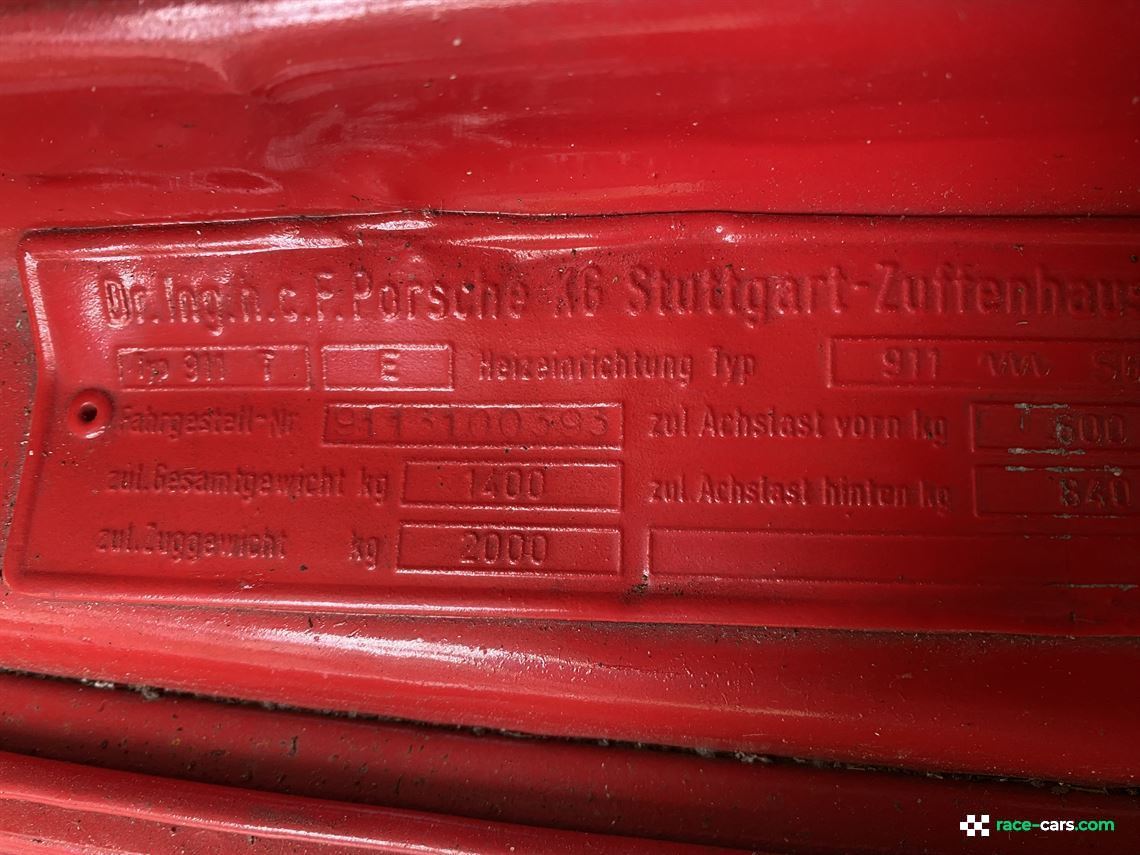 Dr. Ing. h. c. F. Porsche KG Stuttgart-Zuffenhaus
Typ 911 T E Heizeinrichtung Typ 911
Fahrgestell-Nr zul Achslast vorn kg 600
zul. Gesamtgewicht kg 1400 zul. Achslast hinten kg 840
zul. Zuggewicht kg 2000
race-cars.com